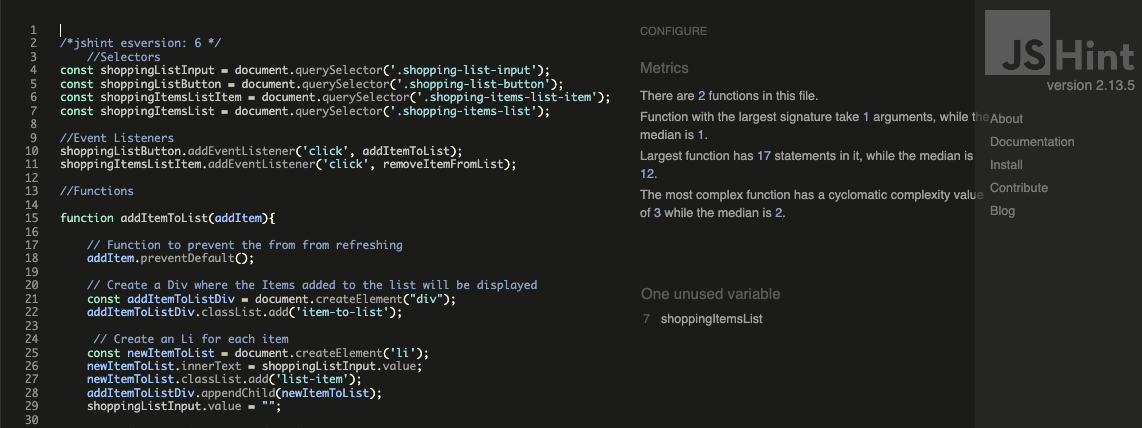 1
2 /*jshint esversion: 6 */
3 //Selectors
4 const shoppingListInput = document.querySelector('.shopping-list-input');
5 const shoppingListButton = document.querySelector('.shopping-list-button');
6 const shoppingItemsListItem = document.querySelector('.shopping-items-list-item');
7 const shoppingItemsList = document.querySelector('.shopping-items-list');
8
9 //Event Listeners
10 shoppingListButton.addEventListener('click', addItemToList);
11 shoppingItemsListItem.addEventListener('click', removeItemFromList);
12
13 //Functions
14
15 function addItemToList(addItem){
16
17 // Function to prevent the from from refreshing
18 addItem.preventDefault();
19
20 // Create a Div where the Items added to the list will be displayed
21 const addItemToListDiv = document.createElement("div");
22 addItemToListDiv.classList.add('item-to-list');
23
24 // Create an Li for each item
25 const newItemToList = document.createElement('li');
26 newItemToList.innerText = shoppingListInput.value;
27 newItemToList.classList.add('list-item');
28 addItemToListDiv.appendChild(newItemToList);
29 shoppingListInput.value = "";
30
CONFIGURE
Metrics
There are 2 functions in this file.
Function with the largest signature take 1 arguments, while the
median is 1.
Largest function has 17 statements in it, while the median is
12.
The most complex function has a cyclomatic complexity value
of 3 while the median is 2.
One unused variable
7 shoppingItemsList
JSHint
version 2.13.5
About
Documentation
Install
Contribute
Blog